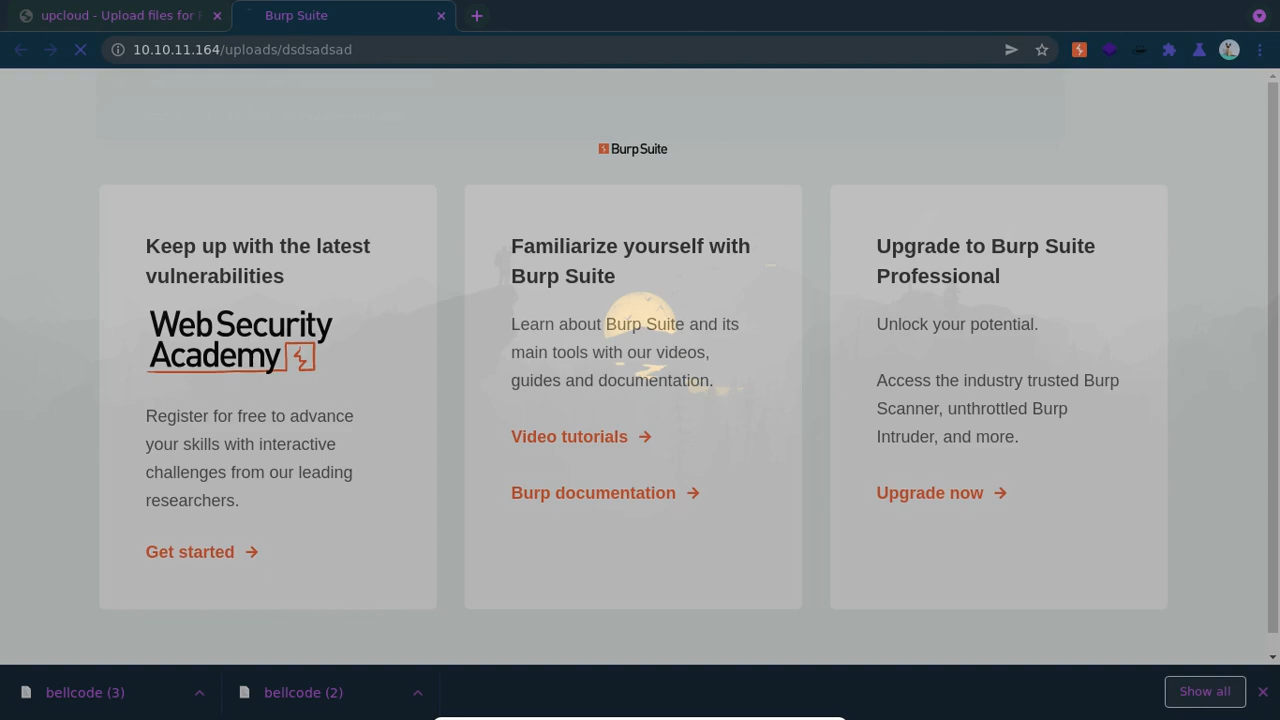 upcloud - Upload files for F
Burp Suite
10.10.11.164/uploads/dsdsadsad
Burp Suite
Keep up with the latest
vulnerabilities
Web Security
Academy
Register for free to advance
your skills with interactive
challenges from our leading
researchers.
Get started
Familiarize yourself with
Burp Suite
Learn about Burp Suite and its
main tools with our videos,
guides and documentation.
Video tutorials
Burp documentation
Upgrade to Burp Suite
Professional
Unlock your potential.
Access the industry trusted Burp
Scanner, unthrottled Burp
Intruder, and more.
Upgrade now
bellcode (3)
bellcode (2)
Show all